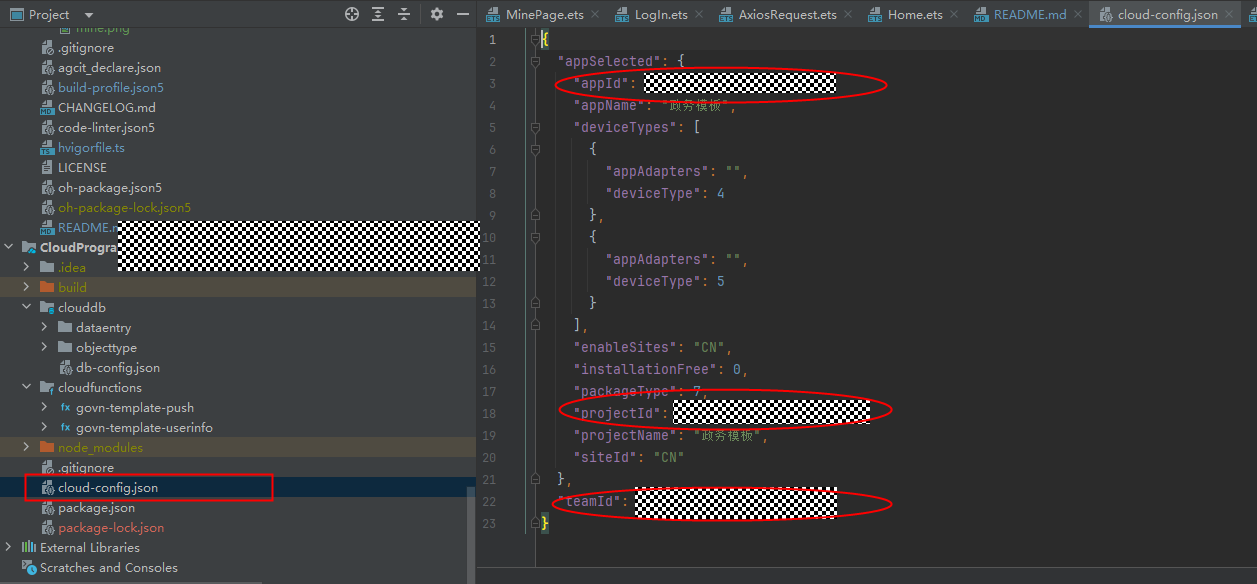 Project
MinePage.ets
LogIn.ets
AxiosRequest.ets
Home.ets
README.md
cloud-config.json
mine.png
.gitignore
agcit_declare.json
build-profile.json5
CHANGELOG.md
code-linter.json5
hvigorfile.ts
LICENSE
oh-package.json5
oh-package-lock.json5
README.
CloudProgra
.idea
build
clouddb
dataentry
objecttype
db-config.json
cloudfunctions
govn-template-push
govn-template-userinfo
node_modules
.gitignore
cloud-config.json
package.json
package-lock.json
External Libraries
Scratches and Consoles
1 {
2 "appSelected": {
3 "appId":
4 "appName": "政务模板",
5 "deviceTypes": [
6 {
7 "appAdapters": "",
8 "deviceType": 4
9 },
10 {
11 "appAdapters": "",
12 "deviceType": 5
13 }
14 ],
15 "enableSites": "CN",
16 "installationFree": 0,
17 "packageType": 7,
18 "projectId":
19 "projectName": "政务模板",
20 "siteId": "CN"
21 },
22 "teamId":
23 }